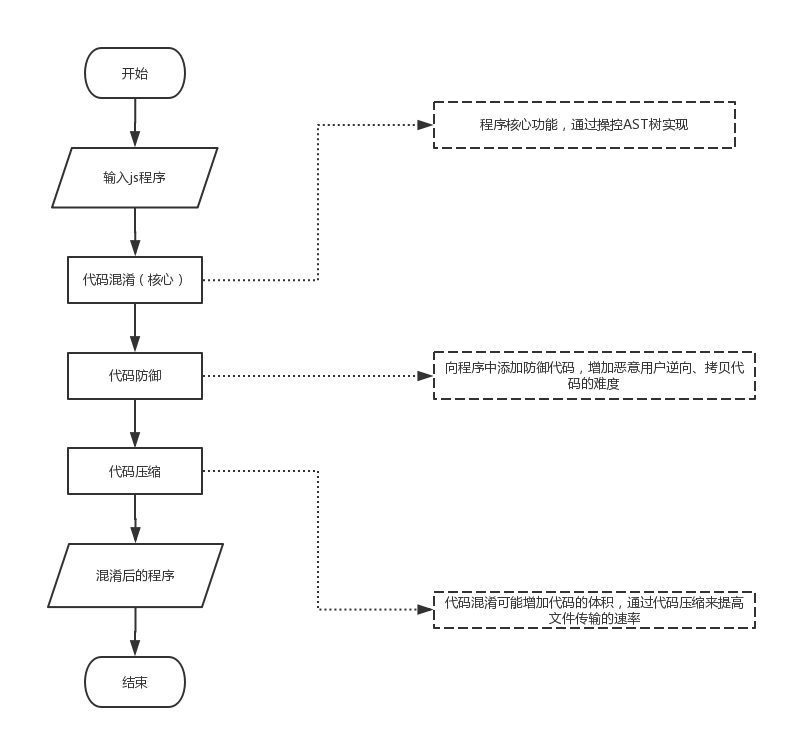 开始
输入js程序
代码混淆（核心）
代码防御
代码压缩
混淆后的程序
结束
程序核心功能，通过操控AST树实现
向程序中添加防御代码，增加恶意用户逆向、拷贝代
码的难度
代码混淆可能增加代码的体积，通过代码压缩来提高
文件传输的速率